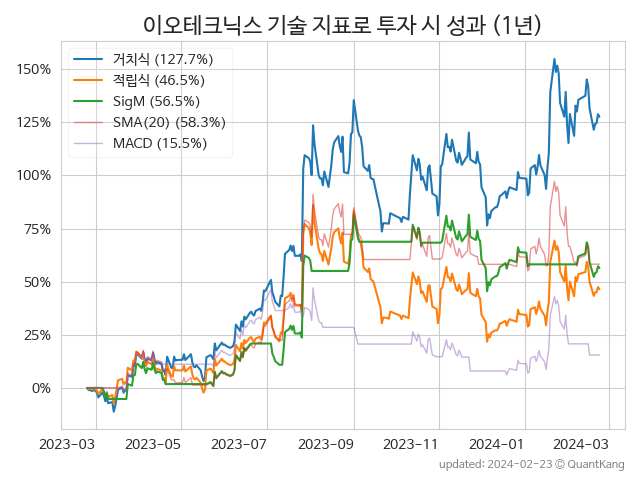 이오테크닉스 기술 지표로 투자 시 성과 (1년)
거치식 (127.7%)
적립식 (46.5%)
SigM (56.5%)
SMA(20) (58.3%)
MACD (15.5%)
150%
125%
100%
75%
50%
25%
0%
2023-03 2023-05 2023-07 2023-09 2023-11 2024-01 2024-03
updated: 2024-02-23 ⓒ QuantKang